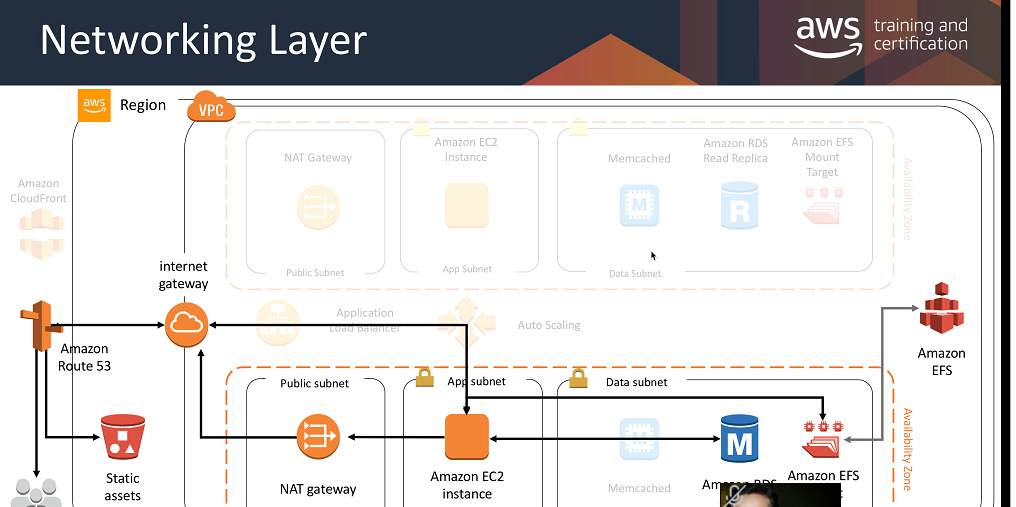 Networking Layer
aws
training and
certification
aws
Region
VPC
Amazon
CloudFront
NAT Gateway
Public Subnet
Amazon EC2
Instance
App Subnet
Memcached
M
Amazon RDS
Read Replica
R
Amazon EFS
Mount
Target
Data Subnet
Availability Zone
internet
gateway
Application
Load Balancer
Auto Scaling
Amazon
Route 53
Amazon
EFS
Public subnet
App subnet
Data subnet
M
M
Static
assets
NAT gateway
Amazon EC2
instance
Memcached
Amazon RDS
Amazon EFS
Availability Zone